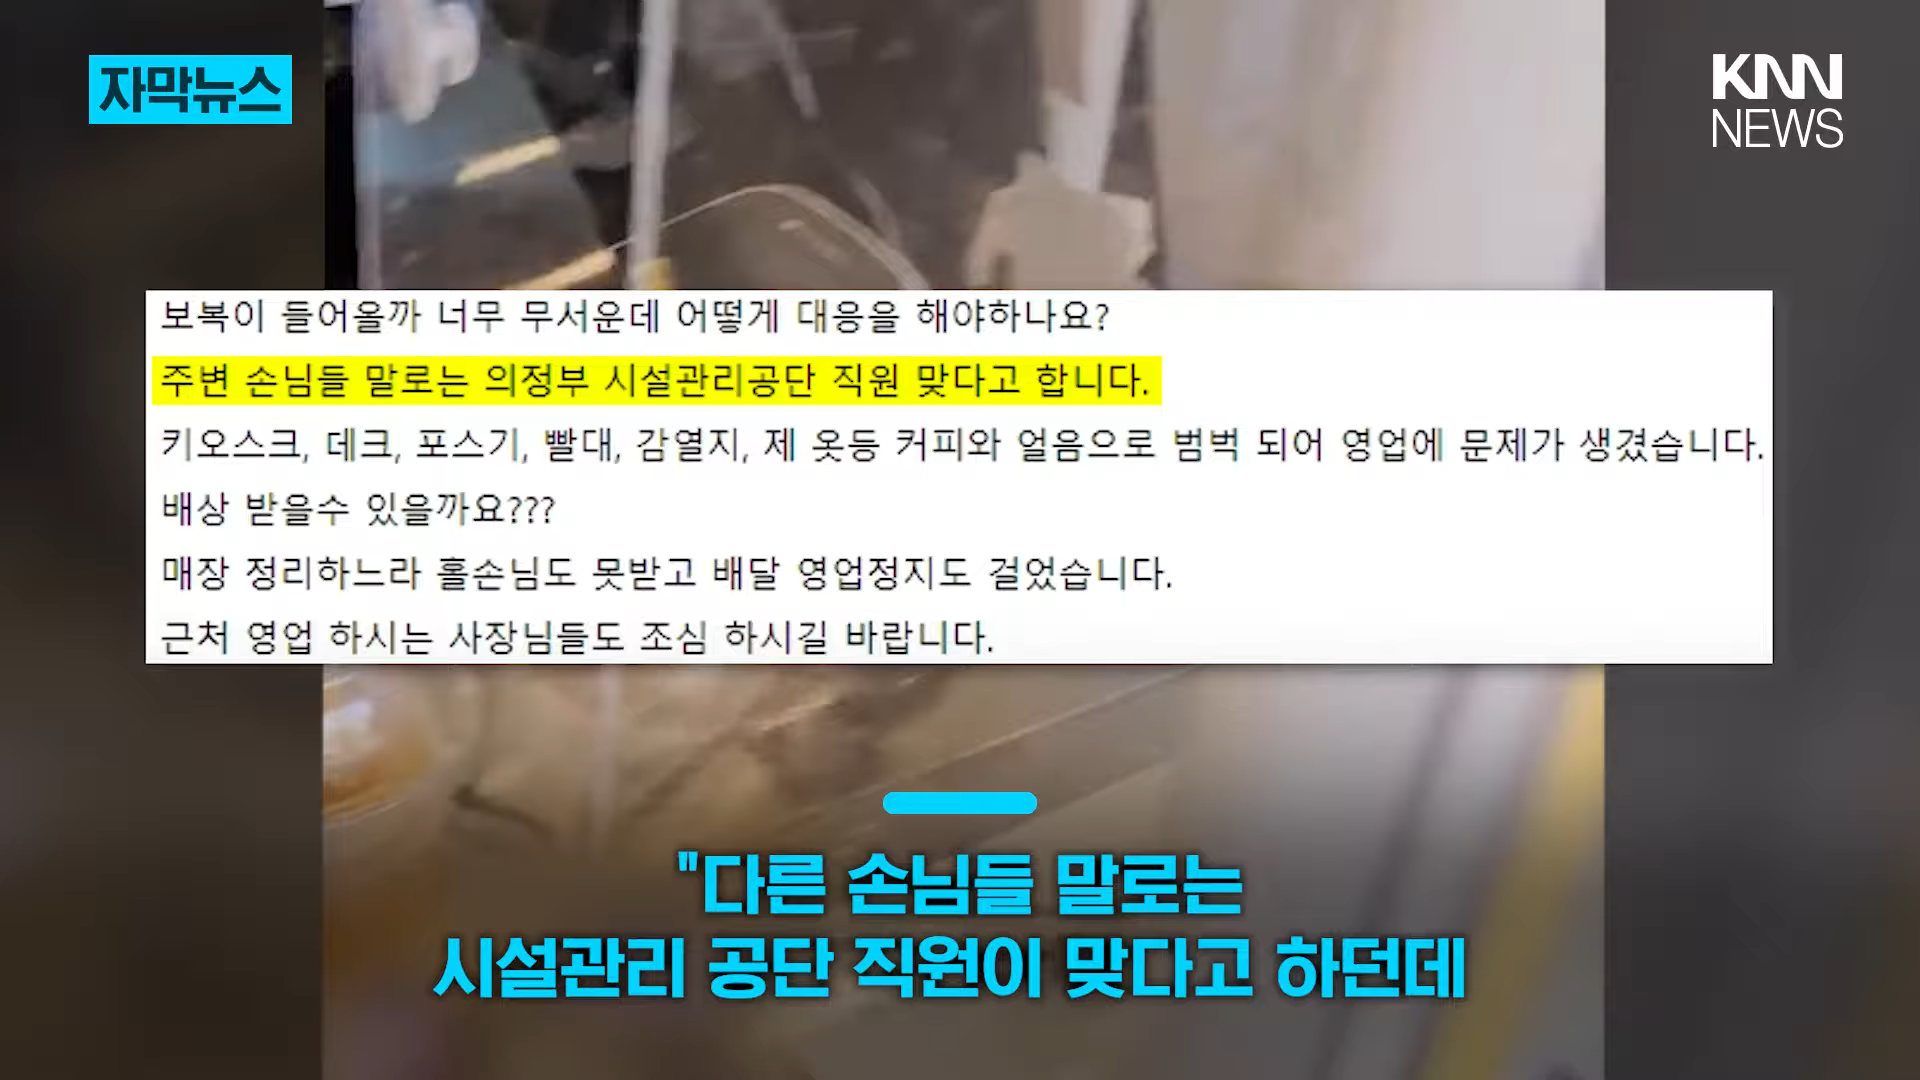 자막뉴스
KNN
NEWS
보복이 들어올까 너무 무서운데 어떻게 대응을 해야하나요?
주변 손님들 말로는 의정부 시설관리공단 직원 맞다고 합니다.
키오스크, 데크, 포스기, 빨대, 감열지, 제 옷등 커피와 얼음으로 범벅 되어 영업에 문제가 생겼습니다.
배상 받을수 있을까요???
매장 정리하느라 홀손님도 못받고 배달 영업정지도 걸었습니다.
근처 영업 하시는 사장님들도 조심 하시길 바랍니다.
"다른 손님들 말로는
시설관리 공단 직원이 맞다고 하던데